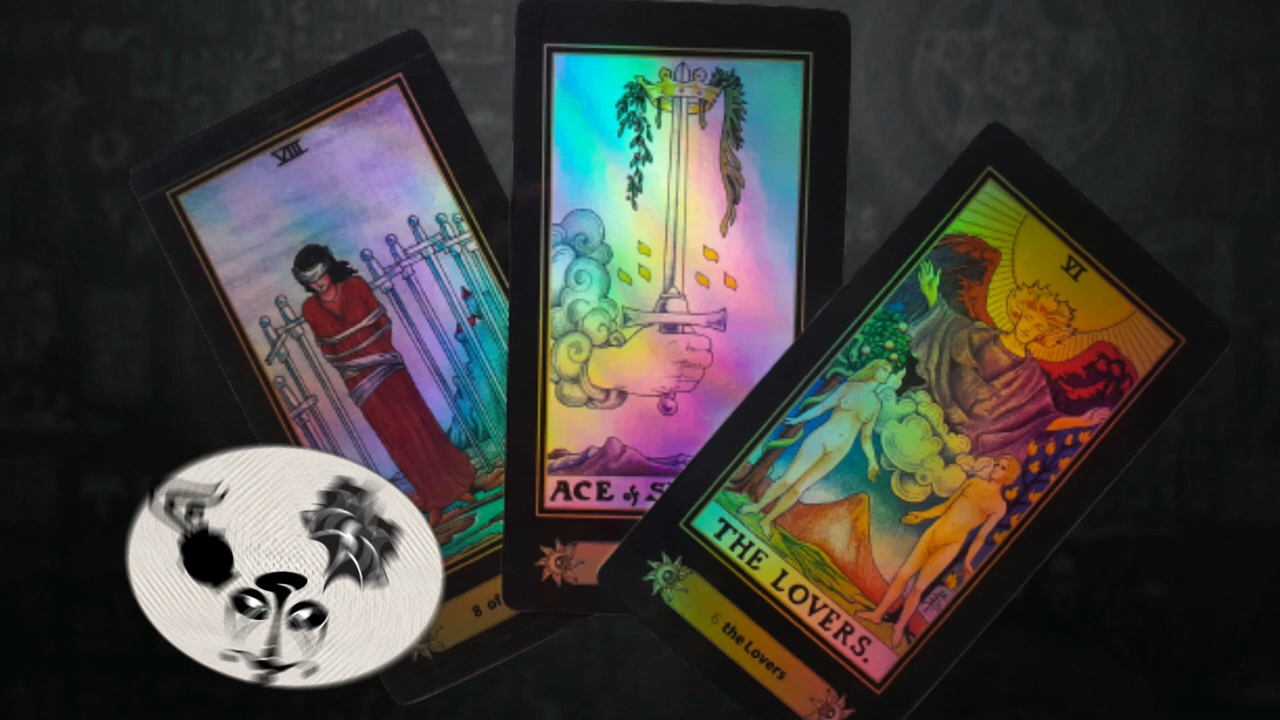 VIII
8 of
ACE of S
VI
THE LOVERS.
6 the Lovers